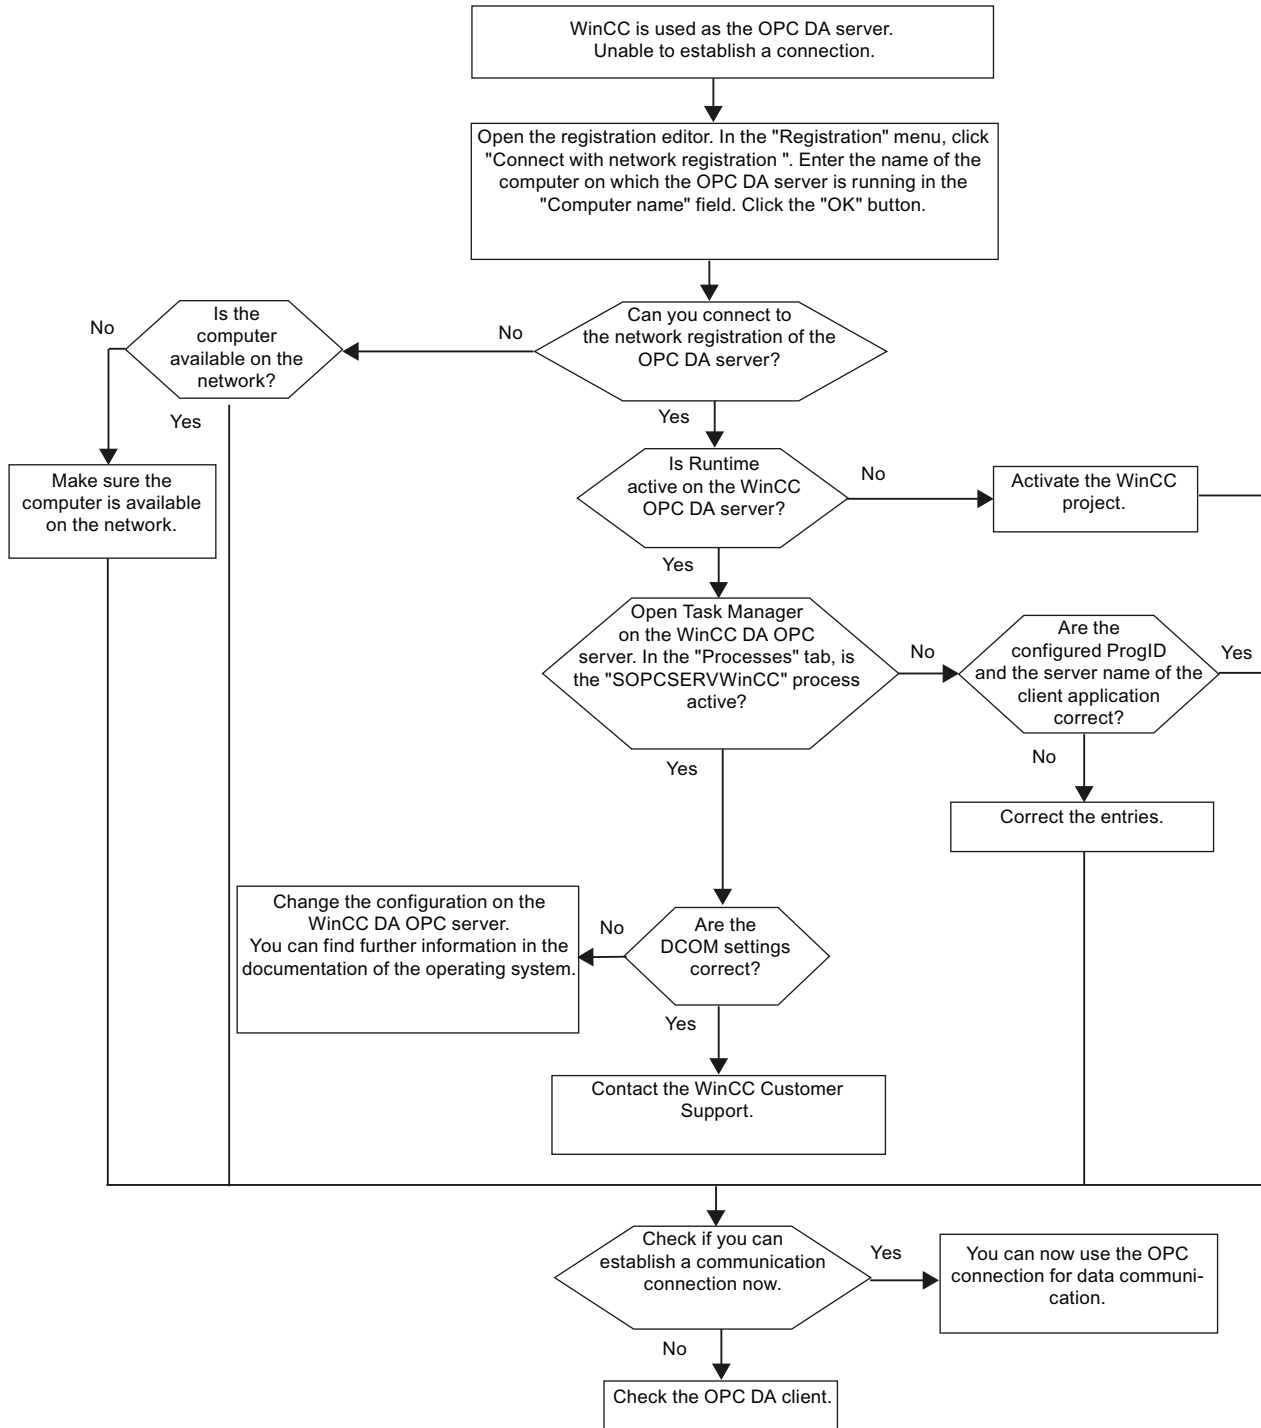 WinCC is used as the OPC DA server.
Unable to establish a connection.
Open the registration editor. In the "Registration" menu, click
"Connect with network registration ". Enter the name of the
computer on which the OPC DA server is running in the
"Computer name" field. Click the "OK" button.
Is the
computer
available on the
network?
No
No
Can you connect to
the network registration of the
OPC DA server?
Yes
Yes
Make sure the
computer is available
on the network.
Is Runtime
active on the WinCC
OPC DA server?
No
Activate the WinCC
project.
Yes
Open Task Manager
on the WinCC DA OPC
server. In the "Processes" tab, is
the "SOPCSERVWinCC" process
active?
No
Are the
configured ProgID
and the server name of the
client application
correct?
Yes
Yes
No
Correct the entries.
Change the configuration on the
WinCC DA OPC server.
You can find further information in the
documentation of the operating system.
No
Are the
DCOM settings
correct?
Yes
Contact the WinCC Customer
Support.
Check if you can
establish a communication
connection now.
Yes
You can now use the OPC
connection for data communi-
cation.
No
Check the OPC DA client.